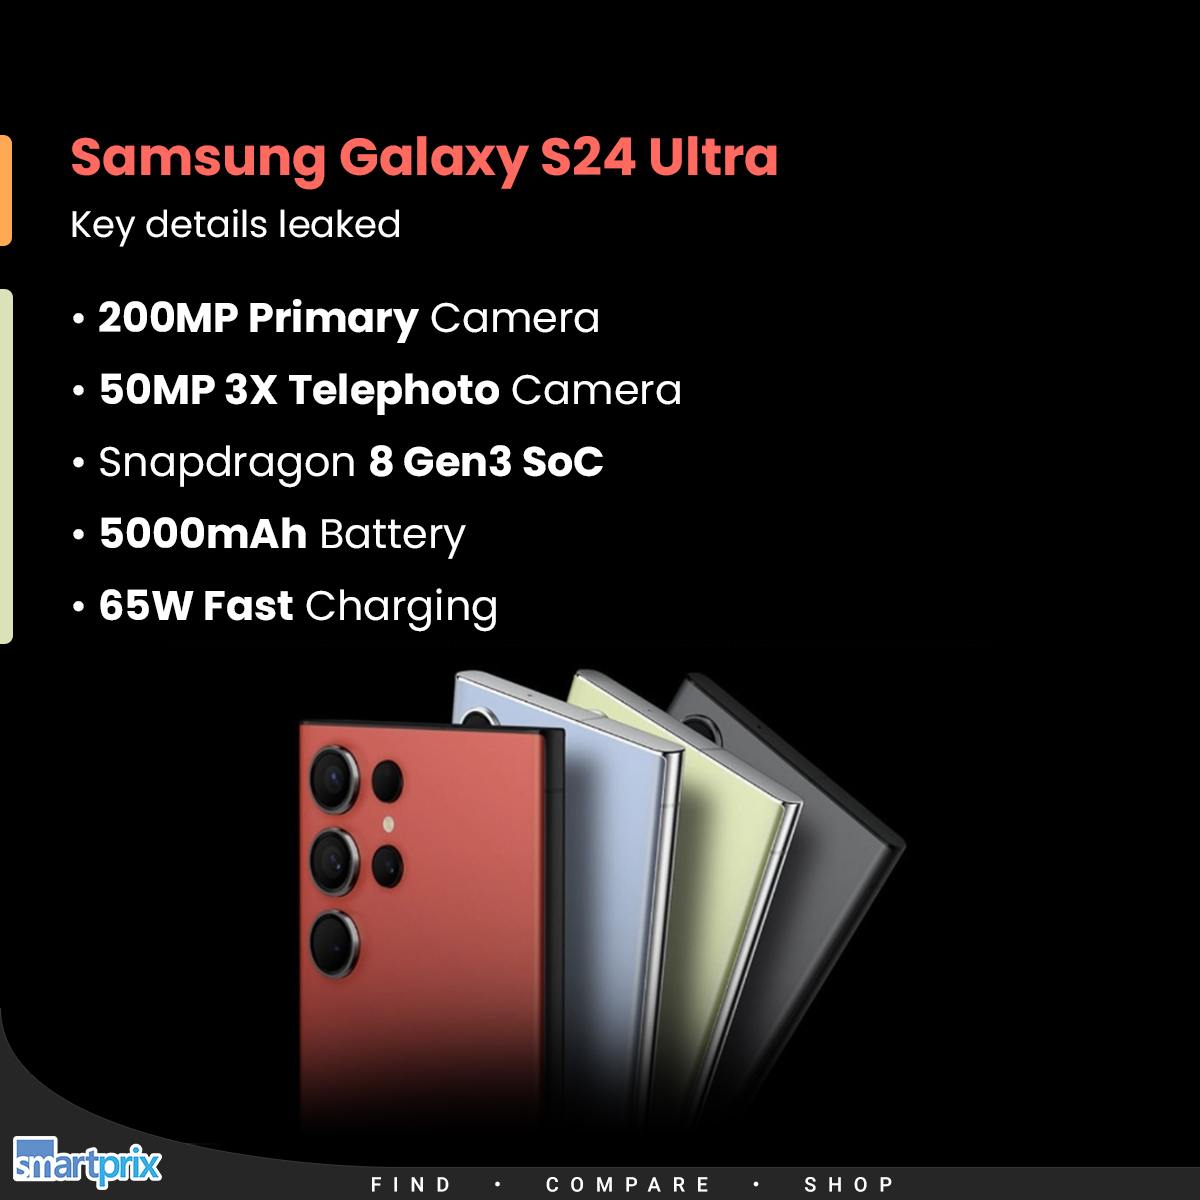 Samsung Galaxy S24 Ultra
Key details leaked
• 200MP Primary Camera
• 50MP 3X Telephoto Camera
• Snapdragon 8 Gen3 SoC
• 5000mAh Battery
• 65W Fast Charging
smartprix
FIND • COMPARE • SHOP